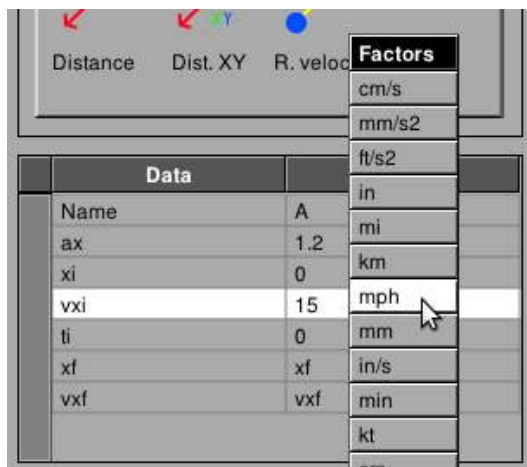 XY
Distance Dist. XY R. veloc
Factors
cm/s
mm/s2
ft/s2
in
mi
km
mph
mm
in/s
min
kt
Data
Name A
ax 1.2
xi 0
vxi 15
ti 0
xf xf
vxf vxf